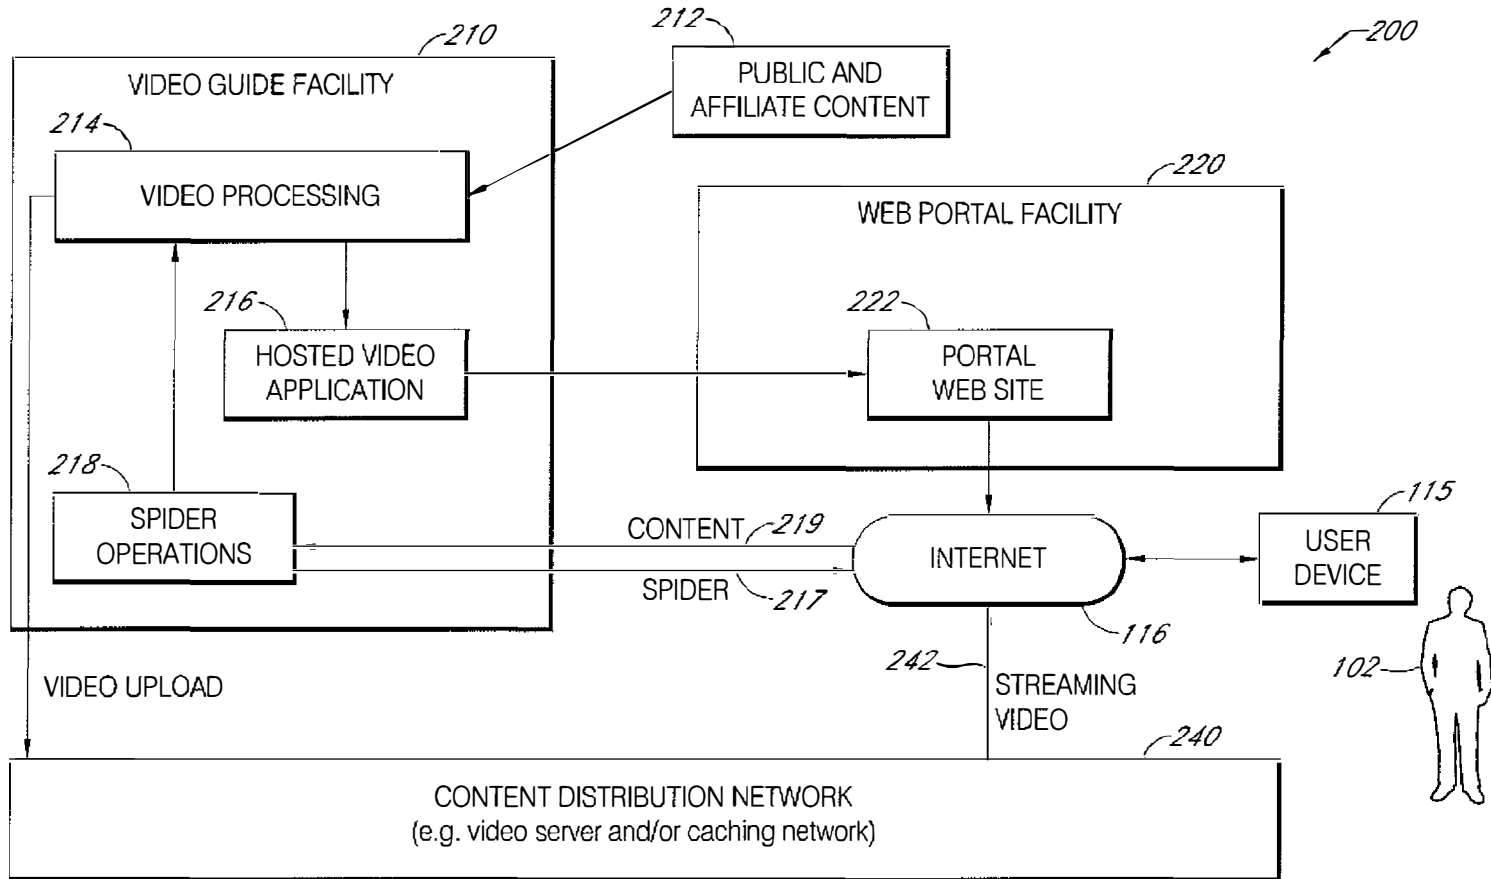 210
212
200
VIDEO GUIDE FACILITY
PUBLIC AND
AFFILIATE CONTENT
214
VIDEO PROCESSING
220
WEB PORTAL FACILITY
216
HOSTED VIDEO
APPLICATION
222
PORTAL
WEB SITE
218
SPIDER
OPERATIONS
CONTENT
219
SPIDER
217
INTERNET
116
115
USER
DEVICE
102
VIDEO UPLOAD
242
STREAMING
VIDEO
240
CONTENT DISTRIBUTION NETWORK
(e.g. video server and/or caching network)